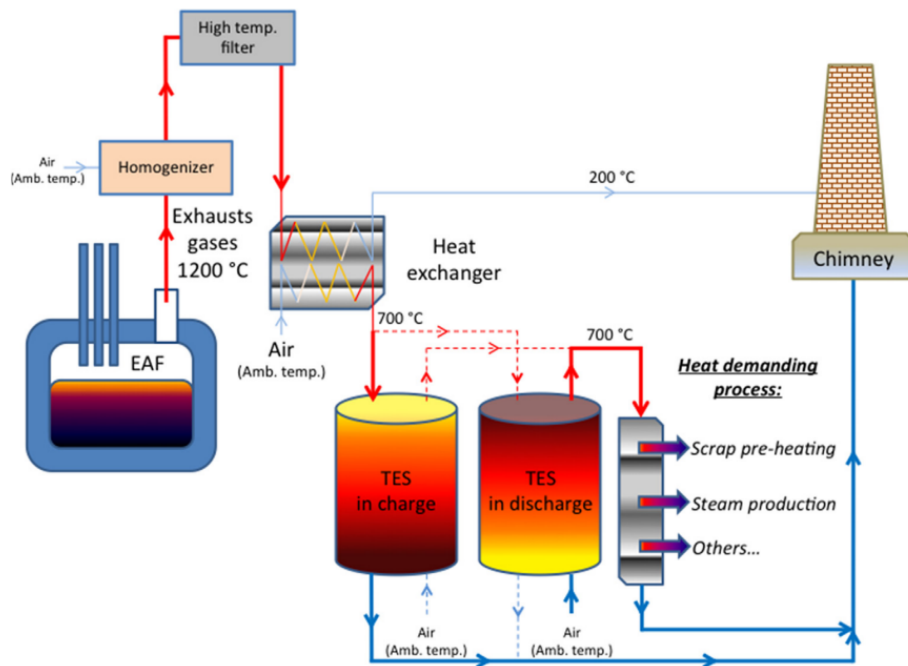 High temp.
filter
Air
(Amb. temp.)
Homogenizer
200 °C
Exhausts
gases
1200 °C
Heat
exchanger
Chimney
EAF
700 °C
Air
(Amb. temp.)
700 °C
Heat demanding
process:
TES
in charge
TES
in discharge
Scrap pre-heating
Steam production
Others...
Air
(Amb. temp.)
Air
(Amb. temp.)